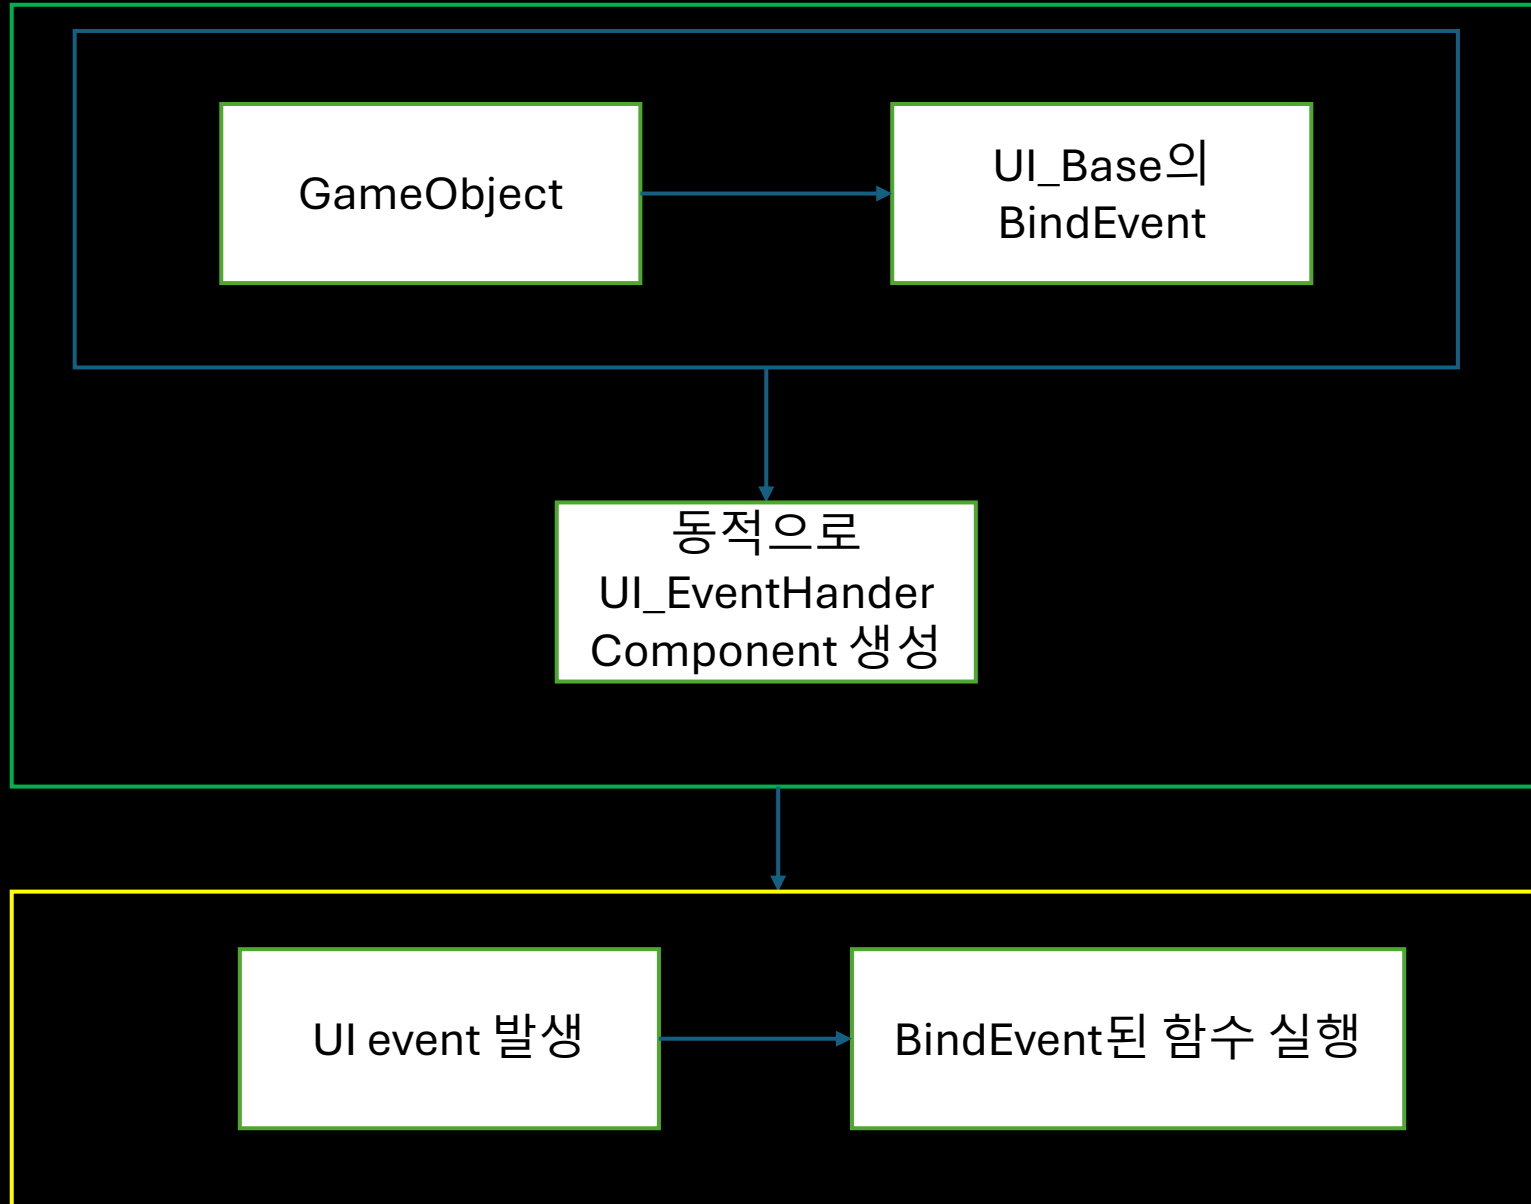 GameObject
UI_Base의
BindEvent
동적으로
UI_EventHander
Component 생성
UI event 발생
BindEvent된 함수 실행